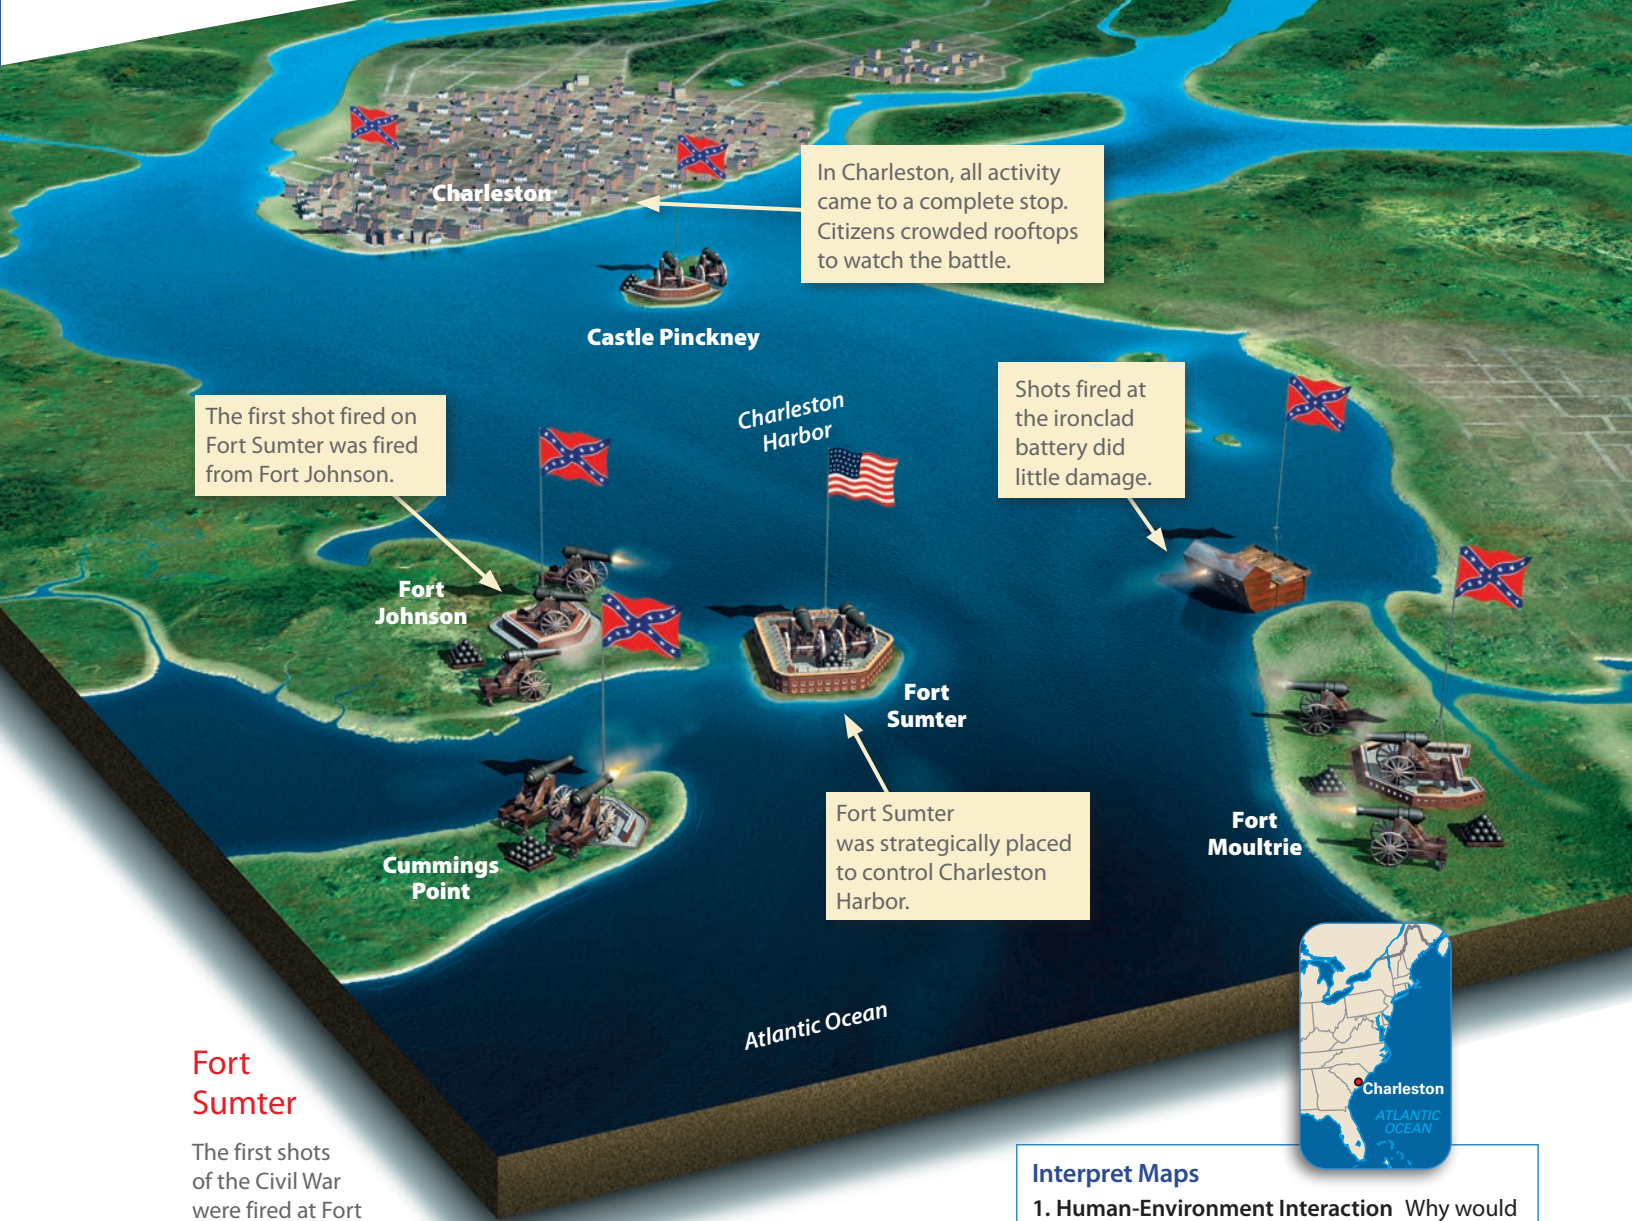 Charleston
In Charleston, all activity
came to a complete stop.
Citizens crowded rooftops
to watch the battle.
Castle Pinckney
Charleston
Harbor
The first shot fired on
Fort Sumter was fired
from Fort Johnson.
Shots fired at
the ironclad
battery did
little damage.
Fort
Johnson
Fort
Sumter
Fort Sumter
was strategically placed
to control Charleston
Harbor.
Cummings
Point
Fort
Moultrie
Atlantic Ocean
Charleston
ATLANTIC
OCEAN
Fort
Sumter
The first shots
of the Civil War
were fired at Fort
Interpret Maps
1. Human-Environment Interaction Why would